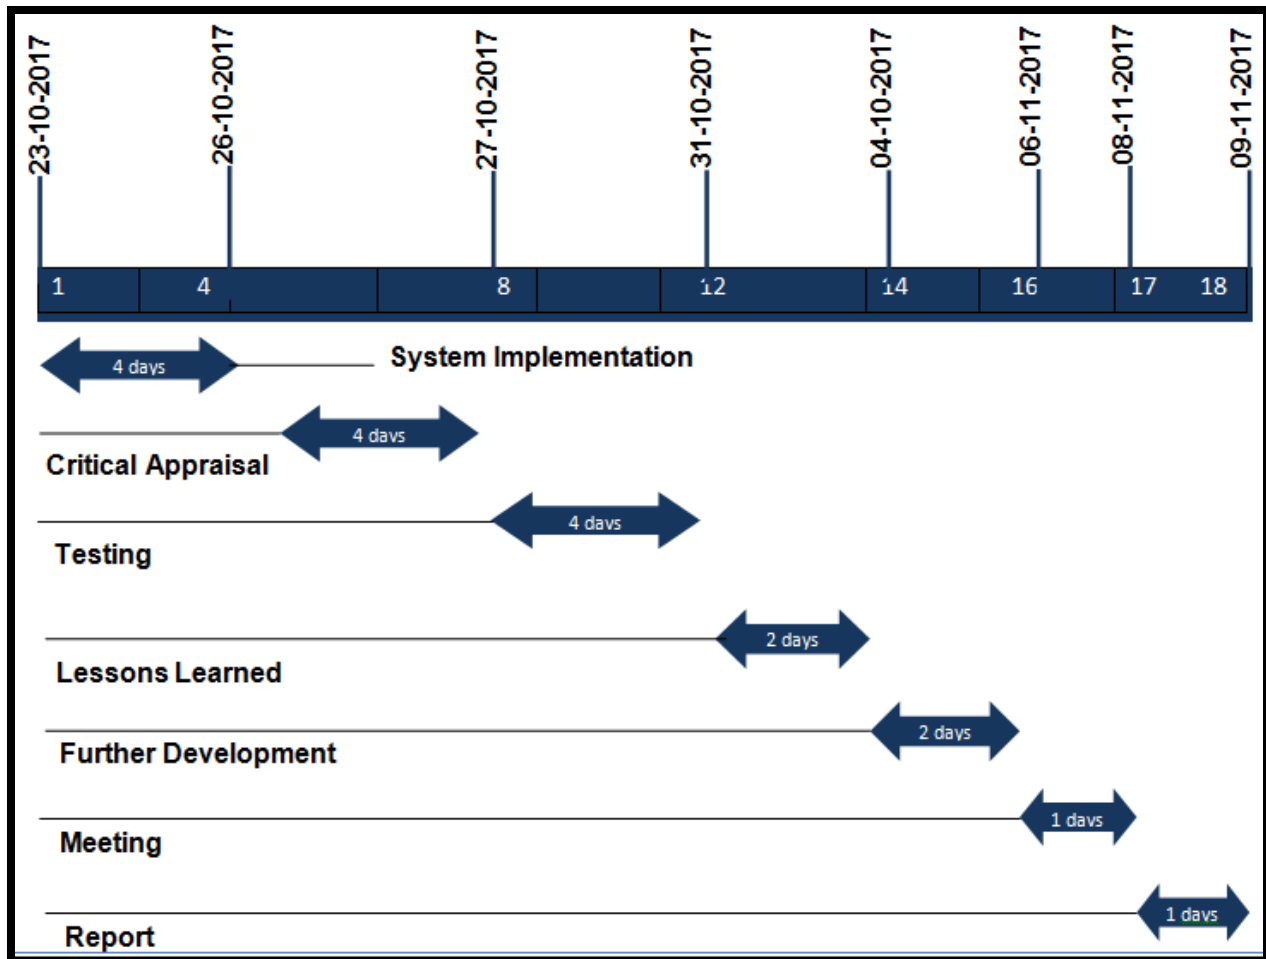 23-10-2017
26-10-2017
27-10-2017
31-10-2017
04-10-2017
06-11-2017
08-11-2017
09-11-2017
1 4 8 12 14 16 17 18
4 days
System Implementation
4 days
Critical Appraisal
4 days
Testing
2 days
Lessons Learned
2 days
Further Development
1 days
Meeting
1 days
Report